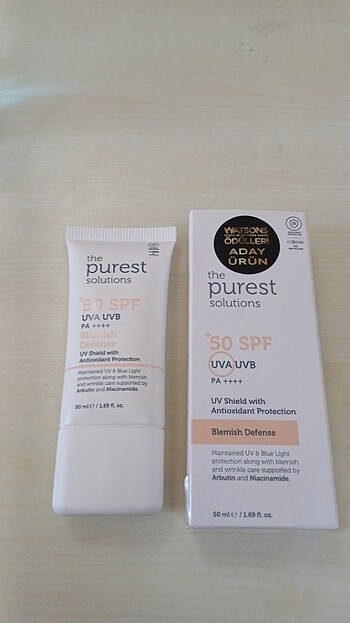 the
purest
solutions
+50 SPF
UVA UVB
PA ++++
Blemish
Defense
UV Shield with
Antioxidant Protection
Maintained UV & Blue Light
protection along with blemish
and wrinkle care supported by
Arbutin and Niacinamide.
50 ml ℮ / 1.69 fl. oz.
WATSONS
ÖDÜLLERİ
ADAY
ÜRÜN
the
purest
solutions
+50 SPF
UVA UVB
PA ++++
UV Shield with
Antioxidant Protection
Blemish Defense
Maintained UV & Blue Light
protection along with blemish
and wrinkle care supported by
Arbutin and Niacinamide.
50 ml ℮ / 1.69 fl. oz.